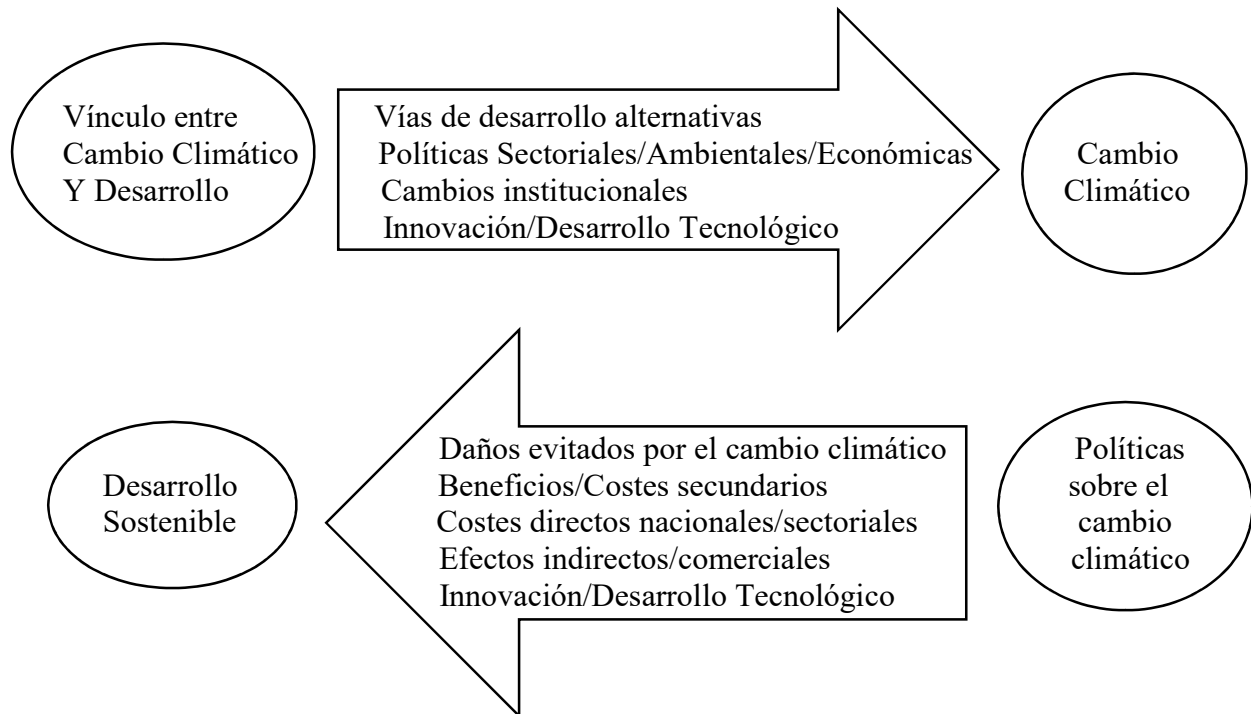 Vínculo entre
Cambio Climático
Y Desarrollo
Vías de desarrollo alternativas
Políticas Sectoriales/Ambientales/Económicas
Cambios institucionales
Innovación/Desarrollo Tecnológico
Cambio
Climático
Desarrollo
Sostenible
Daños evitados por el cambio climático
Beneficios/Costes secundarios
Costes directos nacionales/sectoriales
Efectos indirectos/comerciales
Innovación/Desarrollo Tecnológico
Políticas
sobre el
cambio
climático